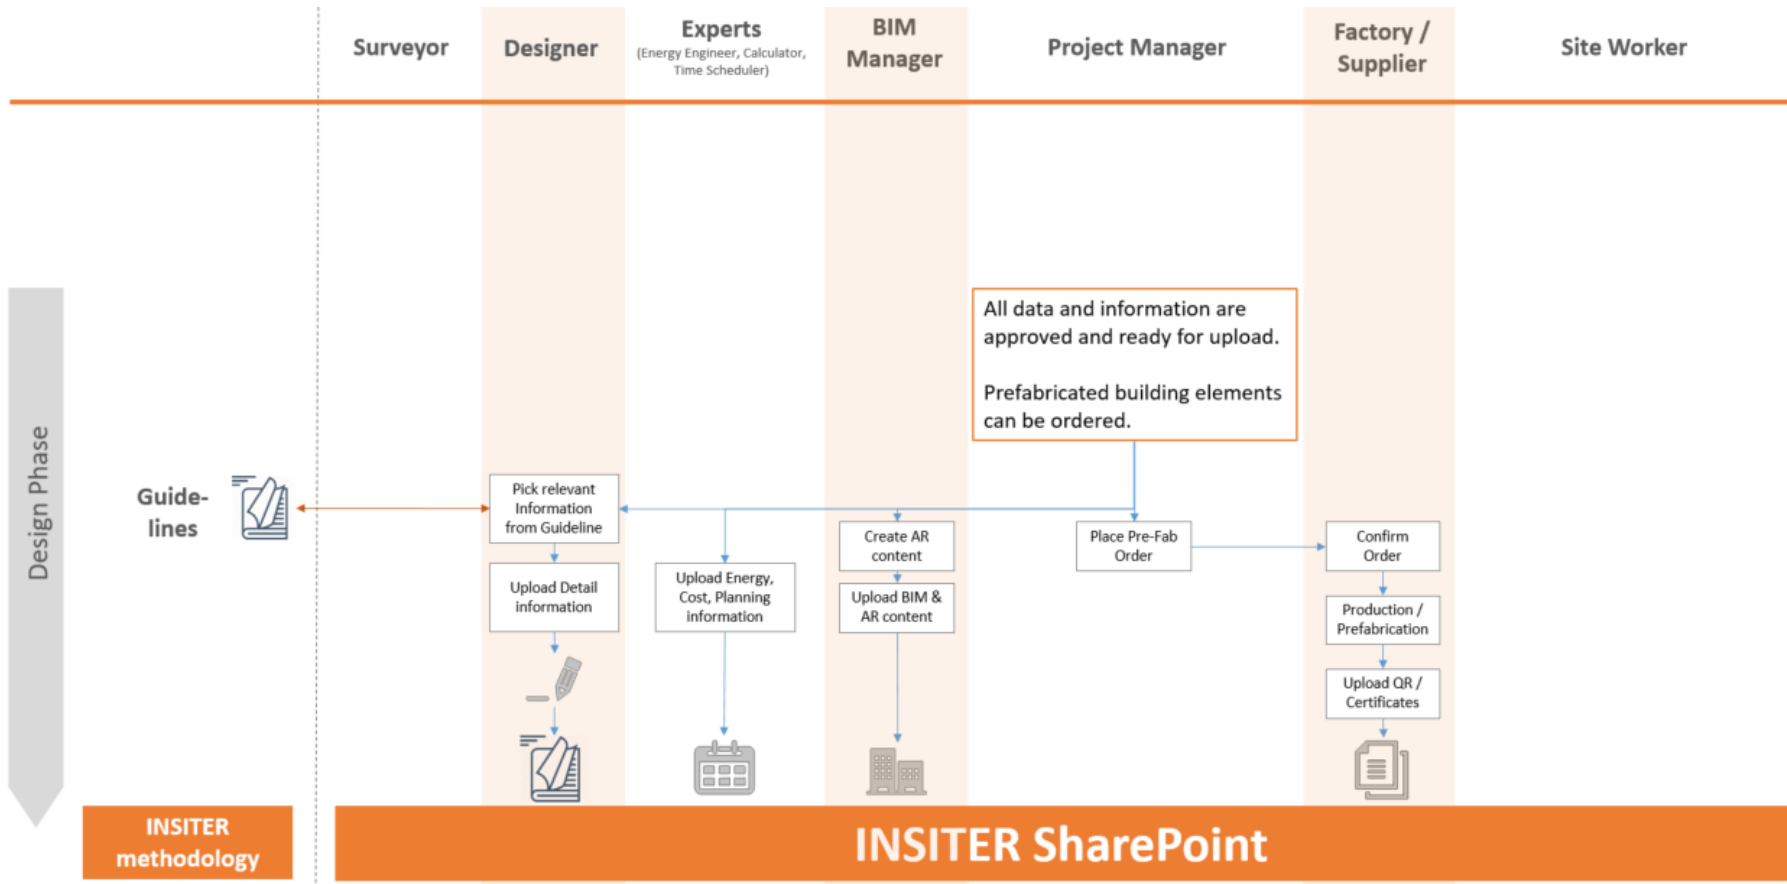 Surveyor
Designer
Experts
(Energy Engineer, Calculator,
Time Scheduler)
BIM
Manager
Project Manager
Factory /
Supplier
Site Worker
Design Phase
All data and information are
approved and ready for upload.
Prefabricated building elements
can be ordered.
Guide-
lines
Pick relevant
Information
from Guideline
Upload Detail
information
Upload Energy,
Cost, Planning
information
Create AR
content
Upload BIM &
AR content
Place Pre-Fab
Order
Confirm
Order
Production /
Prefabrication
Upload QR /
Certificates
INSITER
methodology
INSITER SharePoint